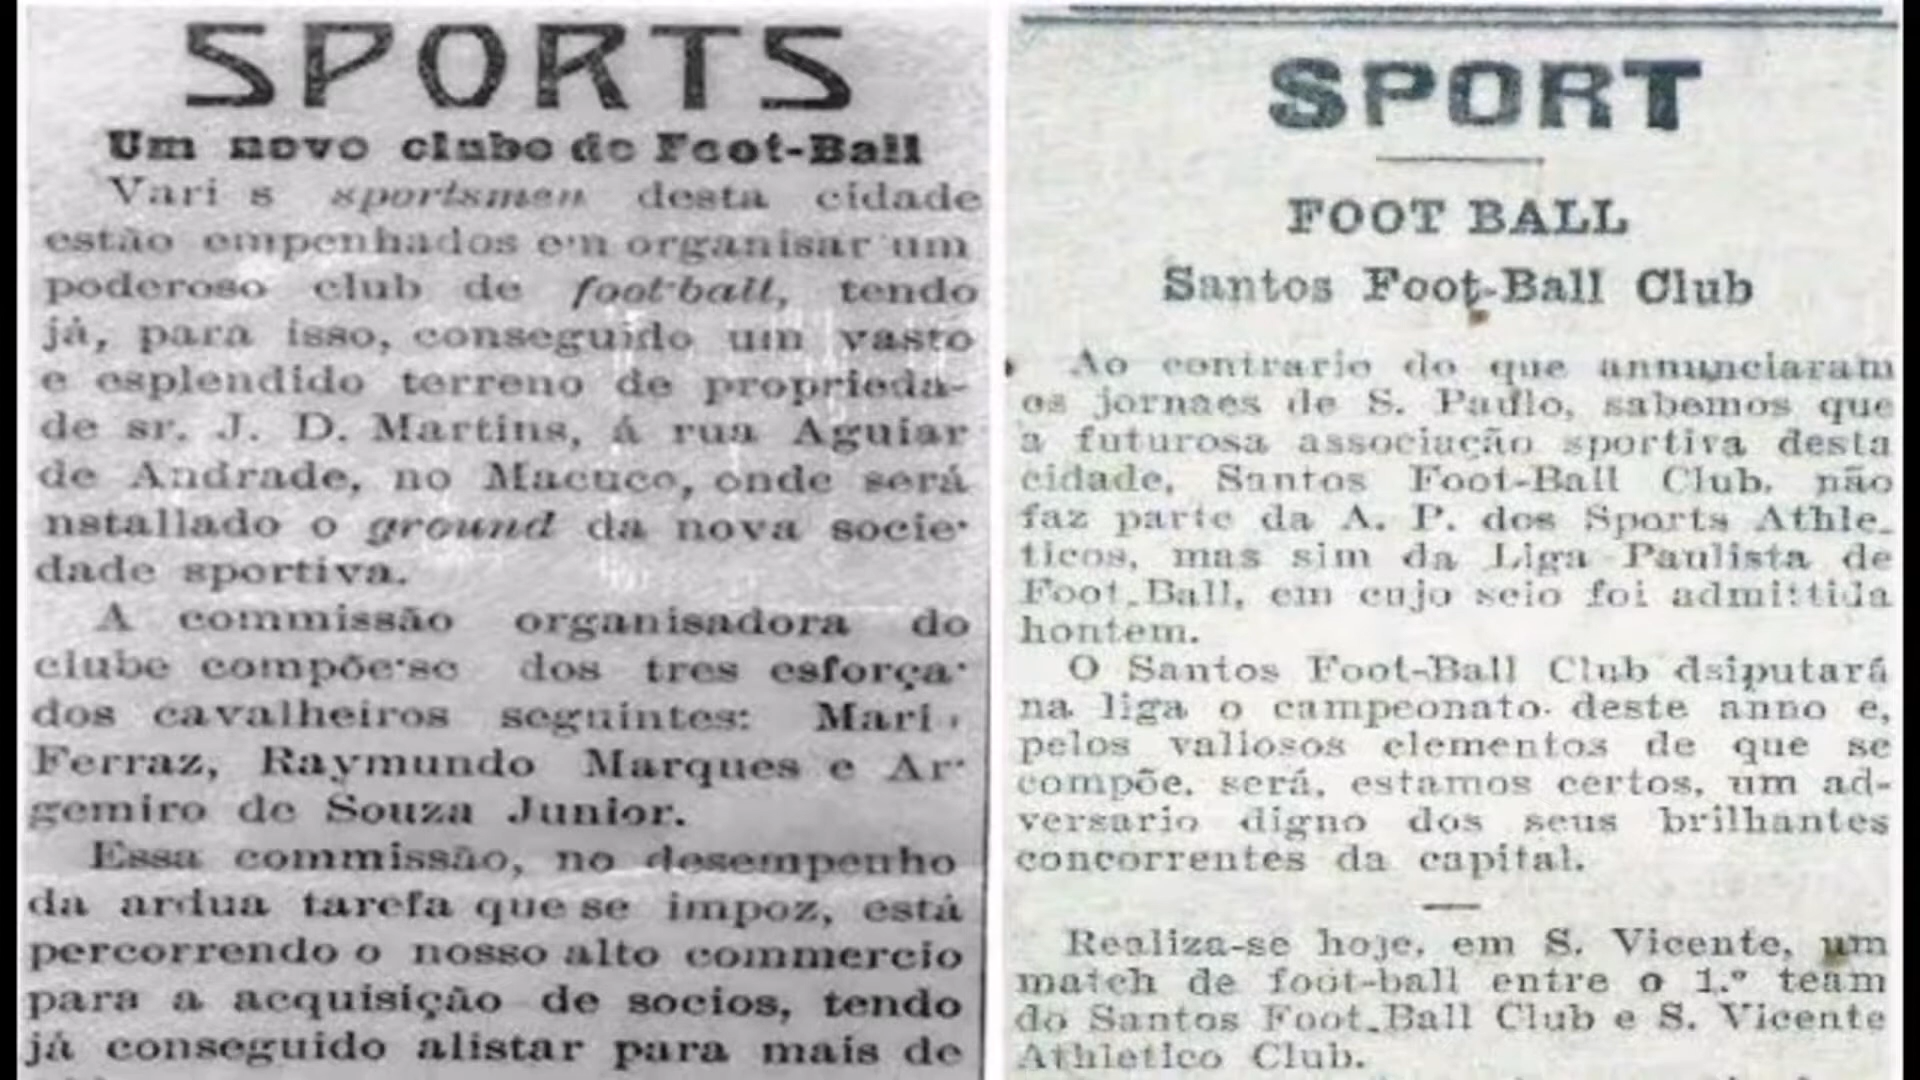 SPORTS
Um novo clube de Foot-Ball
Vari s sportsmen desta cidade
estão empenhados em organisar um
poderoso club de foot-ball, tendo
já, para isso, conseguido um vasto
e esplendido terreno de proprieda-
de sr. J. D. Martins, á rua Aguiar
de Andrade, no Macuco, onde será
nstallado o ground da nova socie-
dade sportiva.
A commissão organisadora do
clube compõe-se dos tres esforça-
dos cavalheiros seguintes: Mari
Ferraz, Raymundo Marques e Ar-
gemiro de Souza Junior.
Essa commissão, no desempenho
da ardua tarefa que se impoz, está
percorrendo o nosso alto commercio
para a acquisição de socios, tendo
já conseguido alistar para mais de
SPORT
FOOT BALL
Santos Foot-Ball Club
Ao contrario do que annunciaram
os jornaes de S. Paulo, sabemos que
a futurosa associação sportiva desta
cidade, Santos Foot-Ball Club, não
faz parte da A. P. dos Sports Athle-
ticos, mas sim da Liga Paulista de
Foot-Ball, em cujo seio foi admittida
hontem.
O Santos Foot-Ball Club dsiputará
na liga o campeonato deste anno e,
pelos valiosos elementos de que se
compõe, será, estamos certos, um ad-
versario digno dos seus brilhantes
concorrentes da capital.
Realiza-se hoje, em S. Vicente, um
match de foot-ball entre o 1.º team
do Santos Foot-Ball Club e S. Vicente
Athletico Club.